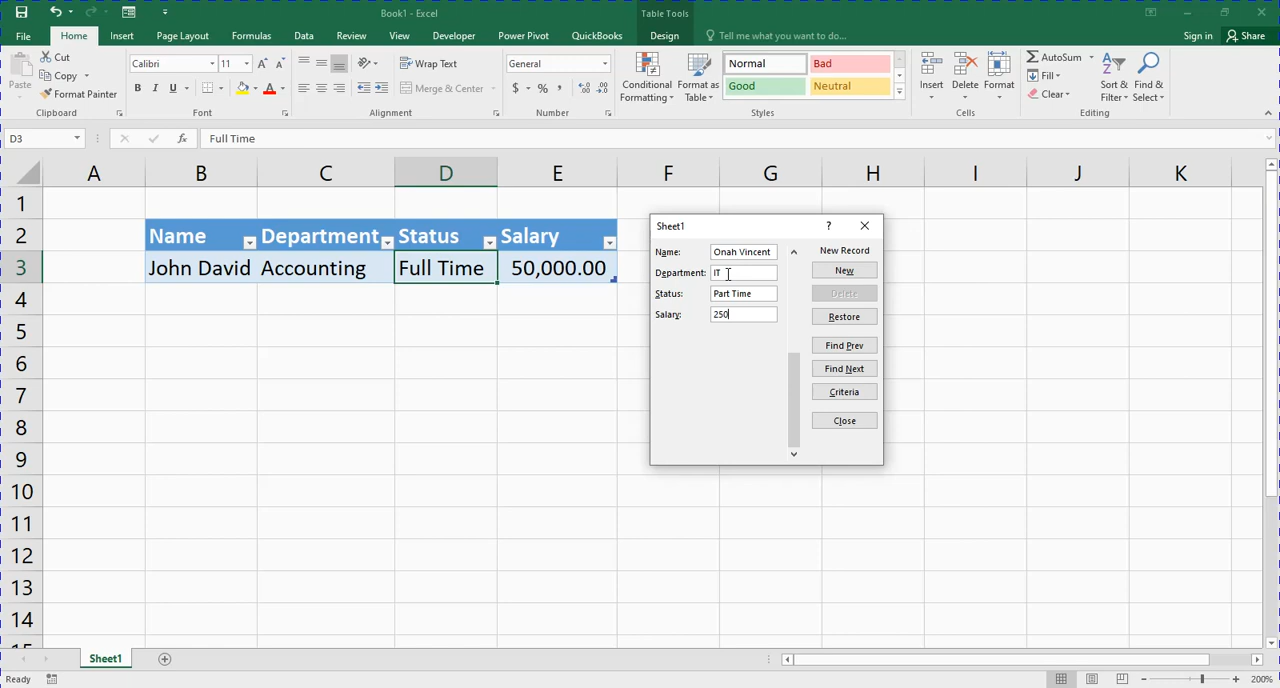 Book1 - Excel
Table Tools
File
Home
Insert
Page Layout
Formulas
Data
Review
View
Developer
Power Pivot
QuickBooks
Design
Tell me what you want to do...
Sign in
Share
Paste
Cut
Copy
Format Painter
Clipboard
Calibri
11
B I U
Font
Wrap Text
Merge & Center
Alignment
General
$ % ,
Number
Conditional Formatting
Format as Table
Normal
Bad
Good
Neutral
Styles
Insert
Delete
Format
Cells
AutoSum
Fill
Clear
Sort & Filter
Find & Select
Editing
D3
fx
Full Time
A B C D E F G H I J K
1
2 Name Department Status Salary
3 John David Accounting Full Time 50,000.00
4
5
6
7
8
9
10
11
12
13
14
Sheet1
?
Name: Onah Vincent
Department: IT
Status: Part Time
Salary: 250
New Record
New
Delete
Restore
Find Prev
Find Next
Criteria
Close
Sheet1
Ready
200%